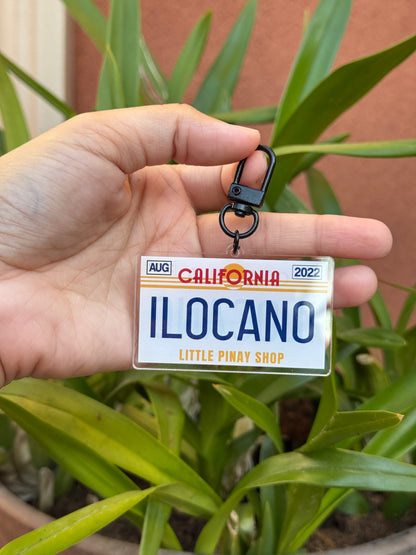 AUG CALIFORNIA 2022
ILOCANO
LITTLE PINAY SHOP